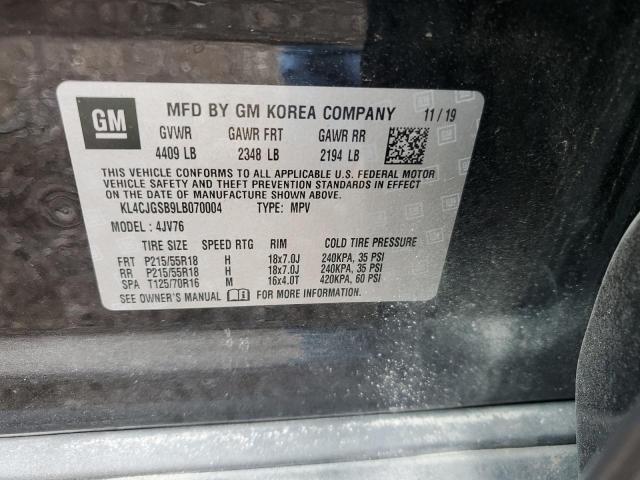 GM
MFD BY GM KOREA COMPANY 11/19
GVWR GAWR FRT GAWR RR
4409 LB 2348 LB 2194 LB
THIS VEHICLE CONFORMS TO ALL APPLICABLE U.S. FEDERAL MOTOR
VEHICLE SAFETY AND THEFT PREVENTION STANDARDS IN EFFECT
ON THE DATE OF MANUFACTURE SHOWN ABOVE.
KL4CJGSB9LB070004 TYPE: MPV
MODEL : 4JV76
TIRE SIZE SPEED RTG RIM COLD TIRE PRESSURE
FRT P215/55R18 H 18x7.0J 240KPA, 35 PSI
RR P215/55R18 H 18x7.0J 240KPA, 35 PSI
SPA T125/70R16 M 16x4.0T 420KPA, 60 PSI
SEE OWNER'S MANUAL FOR MORE INFORMATION.